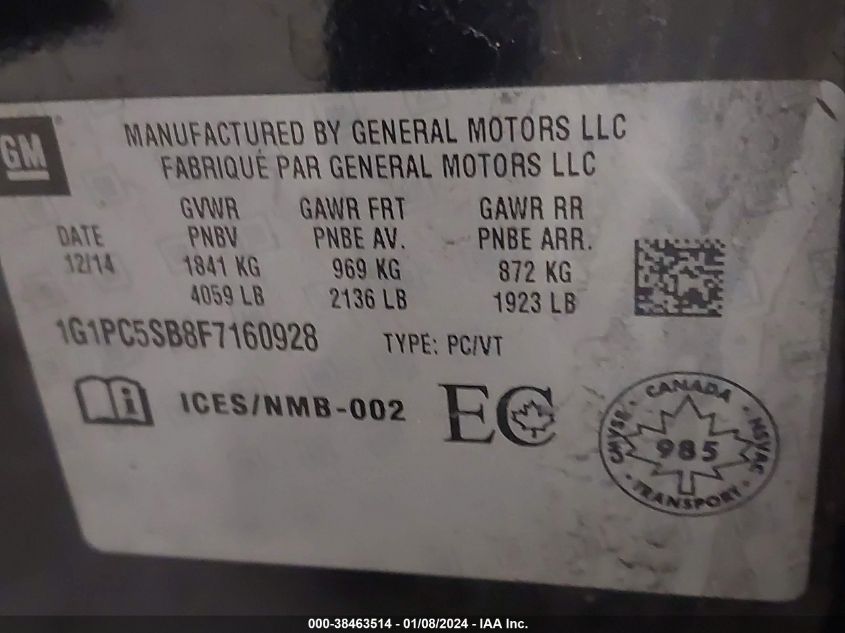 GM
MANUFACTURED BY GENERAL MOTORS LLC
FABRIQUÉ PAR GENERAL MOTORS LLC
GVWR GAWR FRT GAWR RR
DATE PNBV PNBE AV. PNBE ARR.
12/14 1841 KG 969 KG 872 KG
4059 LB 2136 LB 1923 LB
1G1PC5SB8F7160928 TYPE: PC/VT
ICES/NMB-002 EC
CANADA
CMVSS 985 NSVAC
TRANSPORT
000-38463514 - 01/08/2024 - IAA Inc.